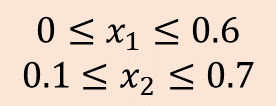 0 ≤ x₁ ≤ 0.6
0.1 ≤ x₂ ≤ 0.7